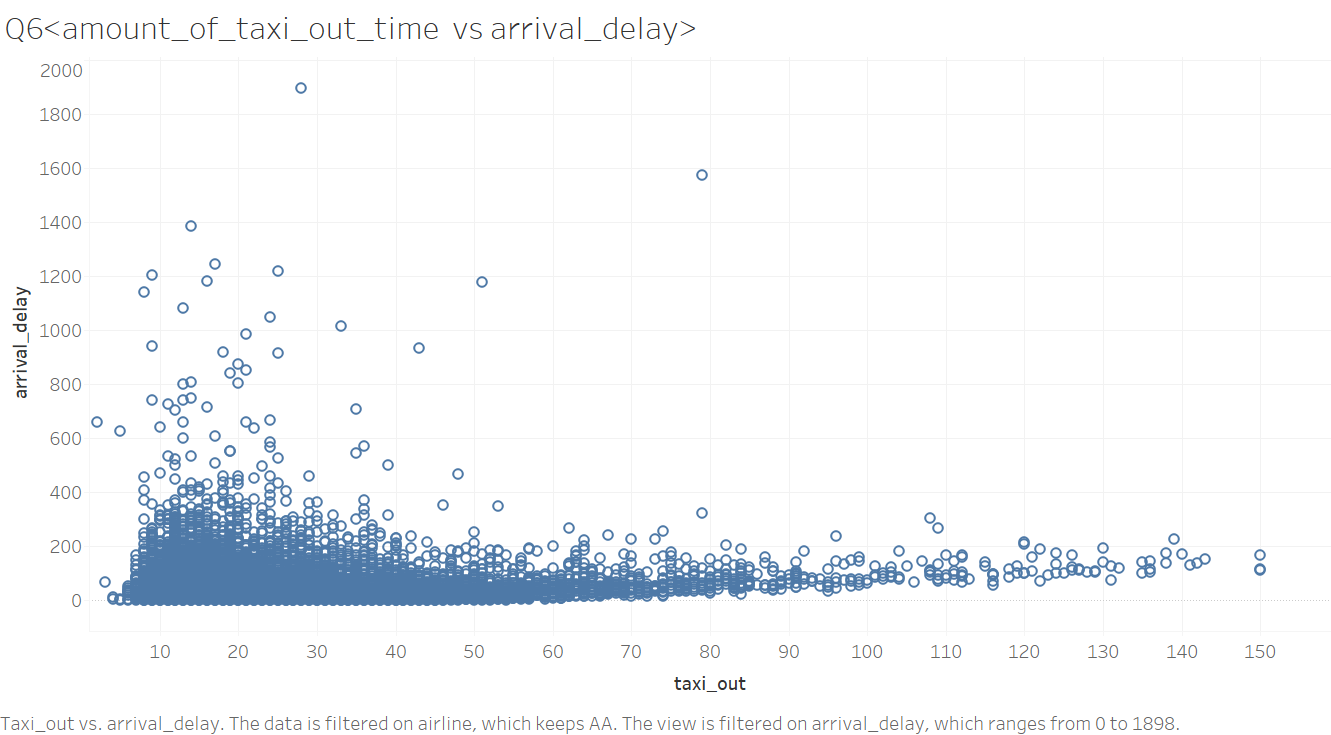 Q6<amount_of_taxi_out_time vs arrival_delay>
2000
1800
1600
1400
1200
1000
800
600
400
200
0
arrival_delay
10 20 30 40 50 60 70 80 90 100 110 120 130 140 150
taxi_out
Taxi_out vs. arrival_delay. The data is filtered on airline, which keeps AA. The view is filtered on arrival_delay, which ranges from 0 to 1898.